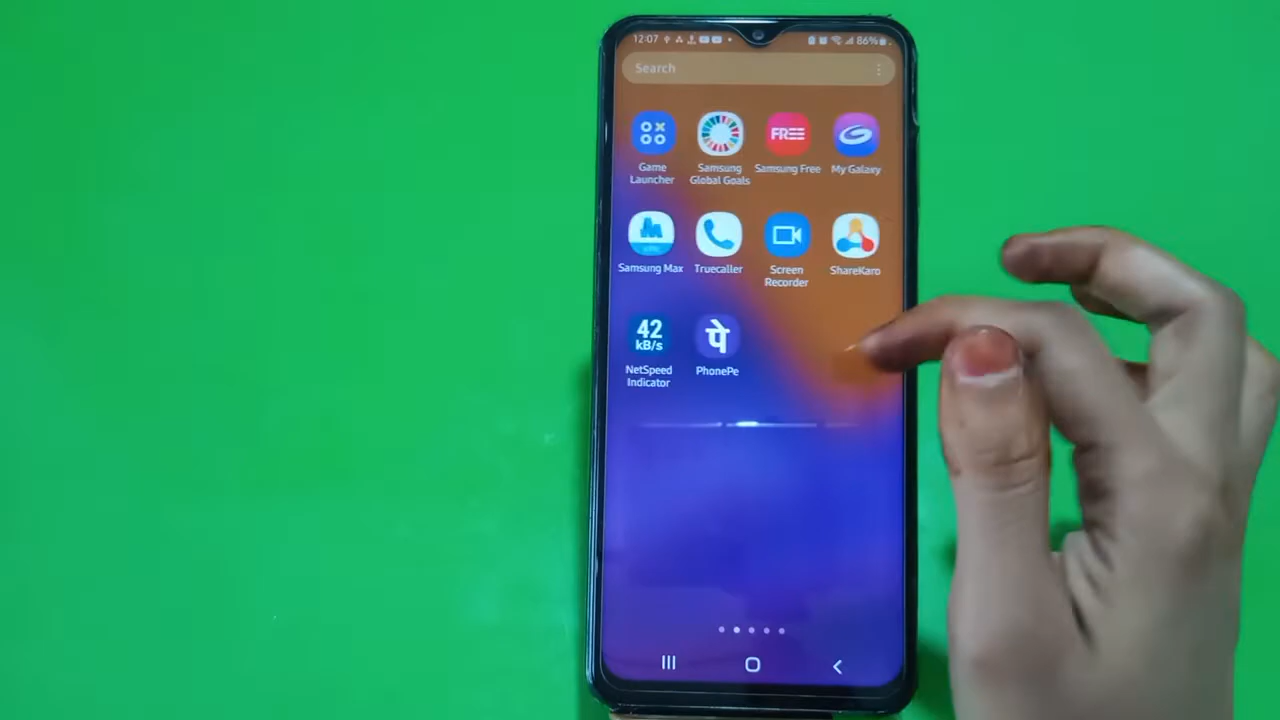 12:07 86%
Search
FREE
Game Launcher
Samsung Global Goals
Samsung Free
My Galaxy
Samsung Max
Truecaller
Screen Recorder
ShareKaro
42
kB/s
पे
NetSpeed Indicator
PhonePe